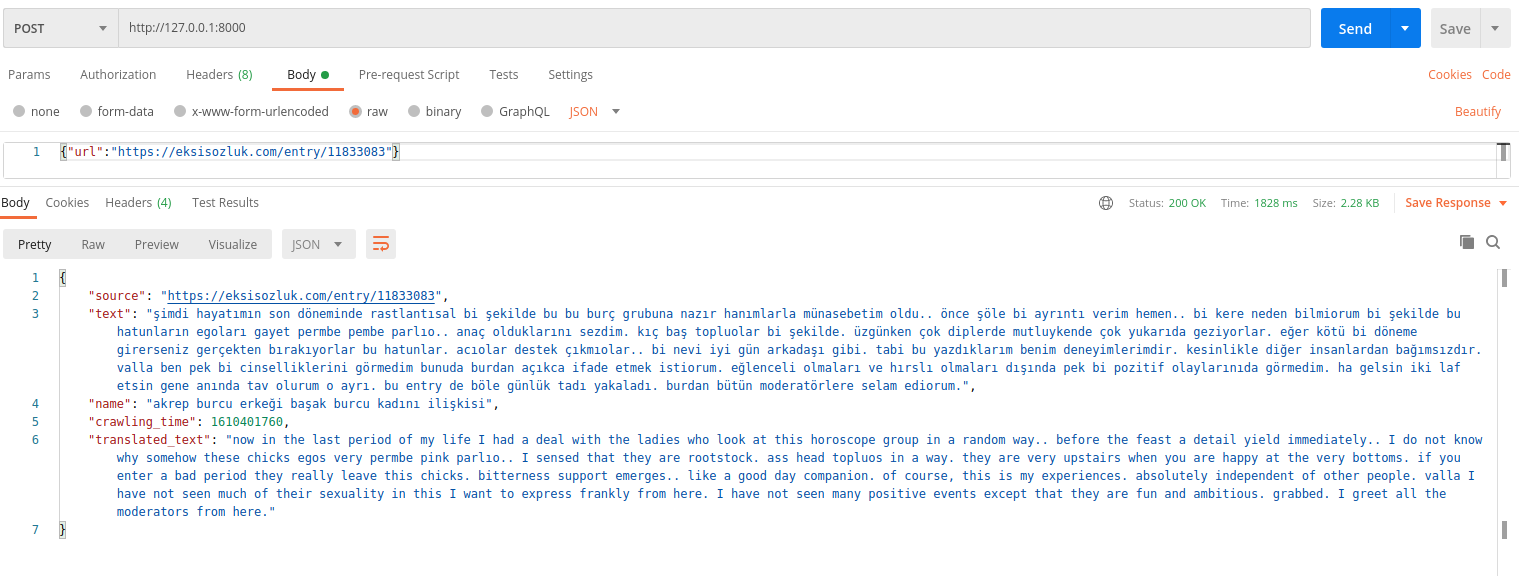 POST http://127.0.0.1:8000 Send Save
Params Authorization Headers (8) Body Pre-request Script Tests Settings Cookies Code
none form-data x-www-form-urlencoded raw binary GraphQL JSON Beautify
1 {"url":"https://eksisozluk.com/entry/11833083"}
Body Cookies Headers (4) Test Results Status: 200 OK Time: 1828 ms Size: 2.28 KB Save Response
Pretty Raw Preview Visualize JSON
1 {
2 "source": "https://eksisozluk.com/entry/11833083",
3 "text": "şimdi hayatımın son döneminde rastlantısal bi şekilde bu bu burç grubuna nazır hanımlarla münasebetim oldu.. önce şöle bi ayrıntı verim hemen.. bi kere neden bilmiorum bi şekilde bu
hatunların egoları gayet permbe pembe parlıo.. anaç olduklarını sezdim. kıç baş topluolar bi şekilde. üzgünken çok diplerde mutluykende çok yukarıda geziyorlar. eğer kötü bi döneme
girerseniz gerçekten bırakıyorlar bu hatunlar. acıolar destek çıkmıolar.. bi nevi iyi gün arkadaşı gibi. tabi bu yazdıklarım benim deneyimlerimdir. kesinlikle diğer insanlardan bağımsızdır.
valla ben pek bi cinselliklerini görmedim bunuda burdan açıkca ifade etmek istiorum. eğlenceli olmaları ve hırslı olmaları dışında pek bi pozitif olaylarınıda görmedim. ha gelsin iki laf
etsin gene anında tav olurum o ayrı. bu entry de böle günlük tadı yakaladı. burdan bütün moderatörlere selam ediorum.",
4 "name": "akrep burcu erkeği başak burcu kadını ilişkisi",
5 "crawling_time": 1610401760,
6 "translated_text": "now in the last period of my life I had a deal with the ladies who look at this horoscope group in a random way.. before the feast a detail yield immediately.. I do not know
why somehow these chicks egos very permbe pink parlıo.. I sensed that they are rootstock. ass head topluos in a way. they are very upstairs when you are happy at the very bottoms. if you
enter a bad period they really leave this chicks. bitterness support emerges.. like a good day companion. of course, this is my experiences. absolutely independent of other people. valla I
have not seen much of their sexuality in this I want to express frankly from here. I have not seen many positive events except that they are fun and ambitious. grabbed. I greet all the
moderators from here."
7 }